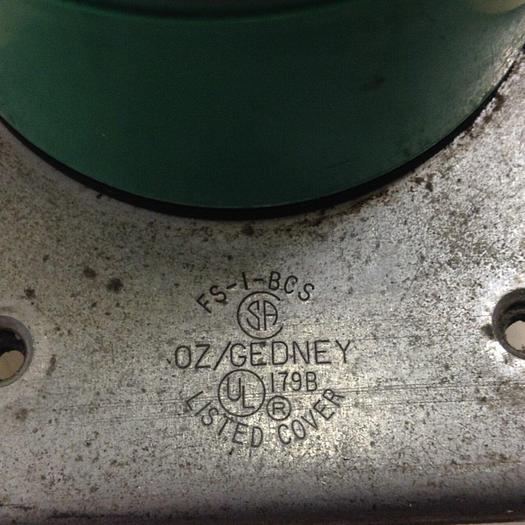 FS-1-BCS
SA
OZ/GEDNEY
UL 179B
®
LISTED COVER